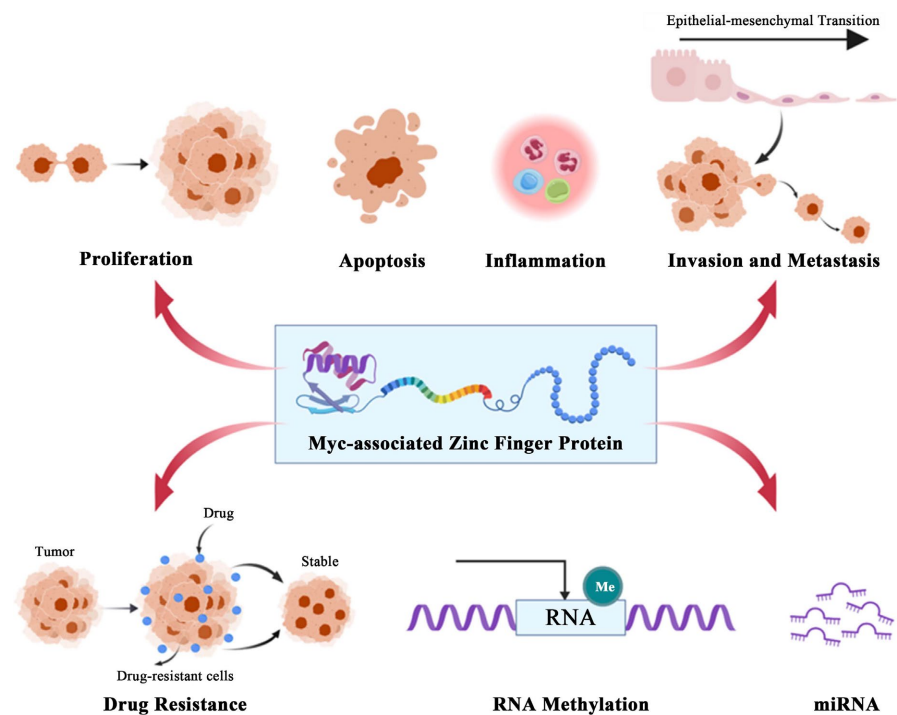 Epithelial-mesenchymal Transition
Proliferation
Apoptosis
Inflammation
Invasion and Metastasis
Myc-associated Zinc Finger Protein
Drug
Tumor
Stable
Me
RNA
Drug-resistant cells
Drug Resistance
RNA Methylation
miRNA